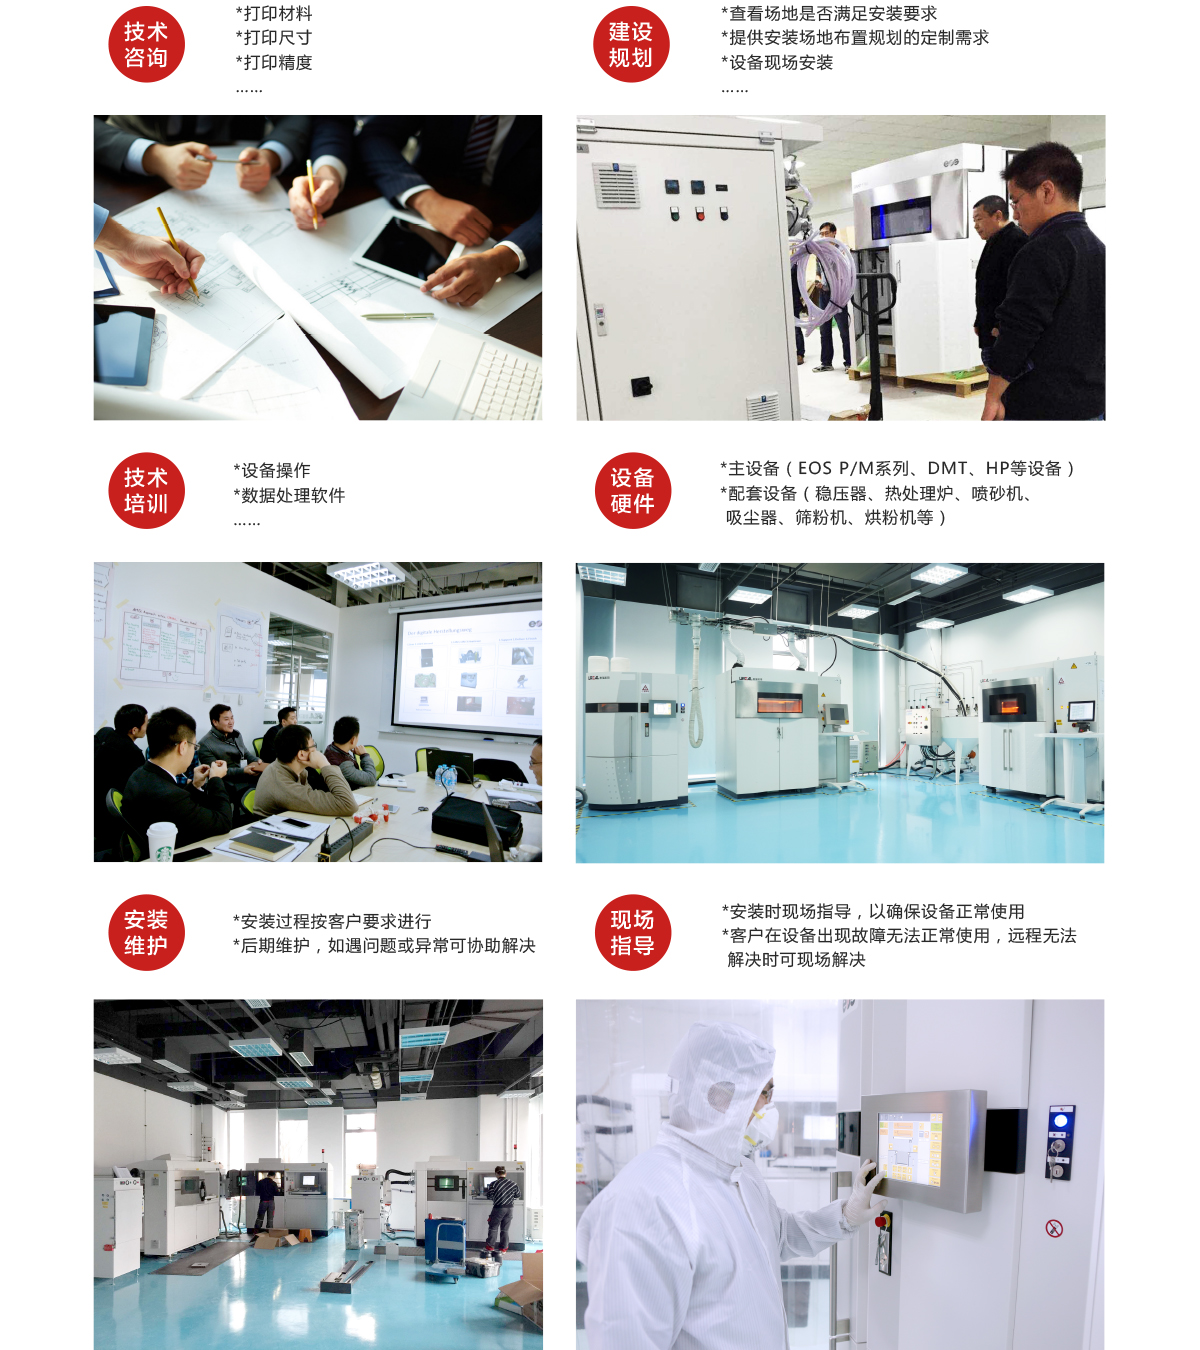 技术
咨询
*打印材料
*打印尺寸
*打印精度
......
建设
规划
*查看场地是否满足安装要求
*提供安装场地布置规划的定制需求
*设备现场安装
......
技术
培训
*设备操作
*数据处理软件
......
设备
硬件
*主设备（EOS P/M系列、DMT、HP等设备）
*配套设备（稳压器、热处理炉、喷砂机、
吸尘器、筛粉机、烘粉机等）
安装
维护
*安装过程按客户要求进行
*后期维护，如遇问题或异常可协助解决
现场
指导
*安装时现场指导，以确保设备正常使用
*客户在设备出现故障无法正常使用，远程无法
解决时可现场解决